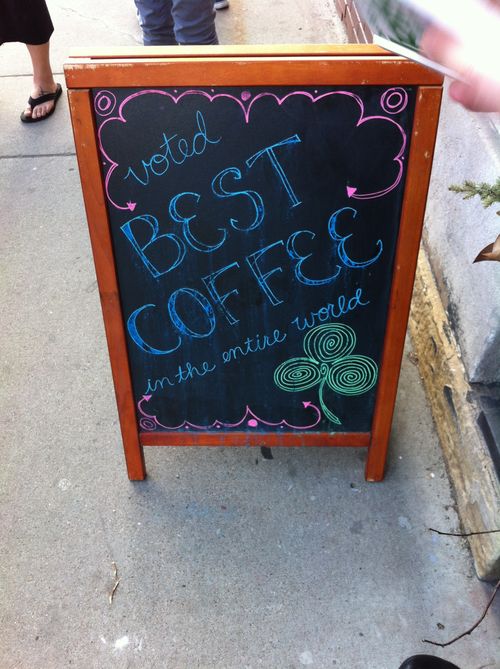 voted
BEST
COFFEE
in the entire world